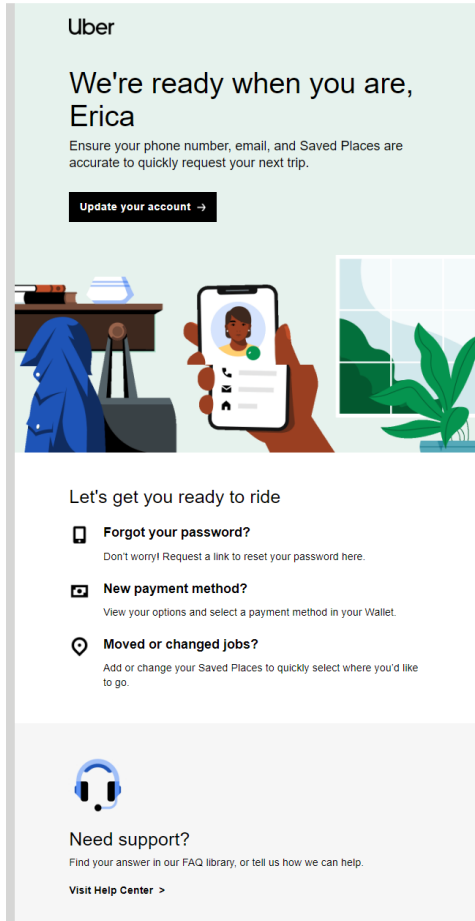 Uber
We're ready when you are,
Erica
Ensure your phone number, email, and Saved Places are
accurate to quickly request your next trip.
Update your account →
Let's get you ready to ride
Forgot your password?
Don't worry! Request a link to reset your password here.
New payment method?
View your options and select a payment method in your Wallet.
Moved or changed jobs?
Add or change your Saved Places to quickly select where you'd like
to go.
Need support?
Find your answer in our FAQ library, or tell us how we can help.
Visit Help Center >